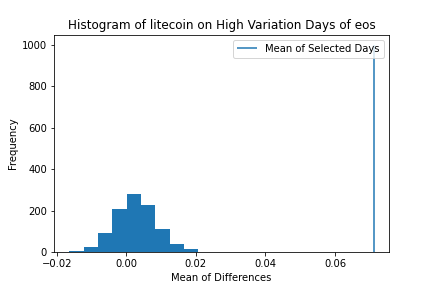 Histogram of litecoin on High Variation Days of eos
Mean of Selected Days
1000
800
600
400
200
0
Frequency
−0.02
0.00
0.02
0.04
0.06
Mean of Differences